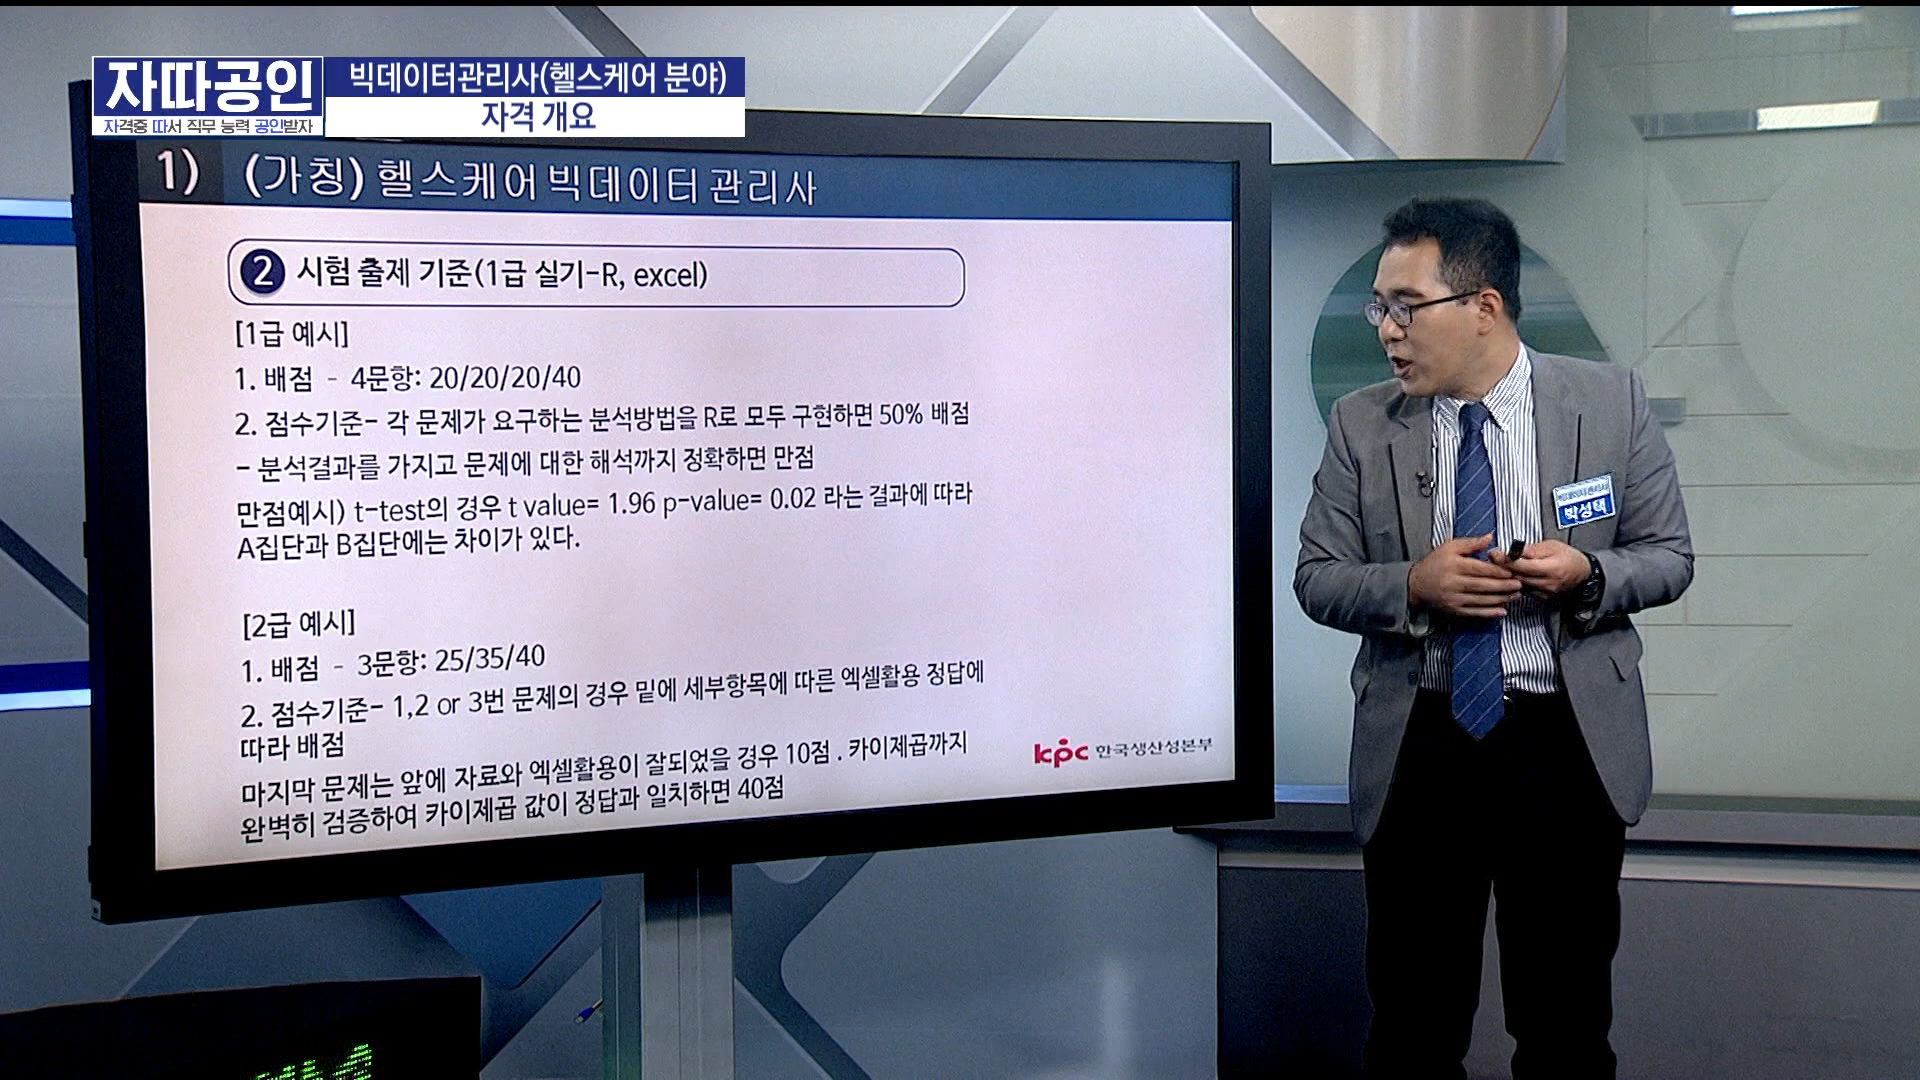 자따공인
자격증 따서 직무 능력 공인받자
빅데이터관리사(헬스케어 분야)
자격 개요
1) (가칭) 헬스케어 빅데이터 관리사
2 시험 출제 기준(1급 실기-R, excel)
[1급 예시]
1. 배점 - 4문항: 20/20/20/40
2. 점수기준- 각 문제가 요구하는 분석방법을 R로 모두 구현하면 50% 배점
- 분석결과를 가지고 문제에 대한 해석까지 정확하면 만점
만점예시) t-test의 경우 t value= 1.96 p-value= 0.02 라는 결과에 따라
A집단과 B집단에는 차이가 있다.
[2급 예시]
1. 배점 - 3문항: 25/35/40
2. 점수기준- 1,2 or 3번 문제의 경우 밑에 세부항목에 따른 엑셀활용 정답에
따라 배점
마지막 문제는 앞에 자료와 엑셀활용이 잘되었을 경우 10점 . 카이제곱까지
완벽히 검증하여 카이제곱 값이 정답과 일치하면 40점
kpc 한국생산성본부
빅데이터관리사
박성택